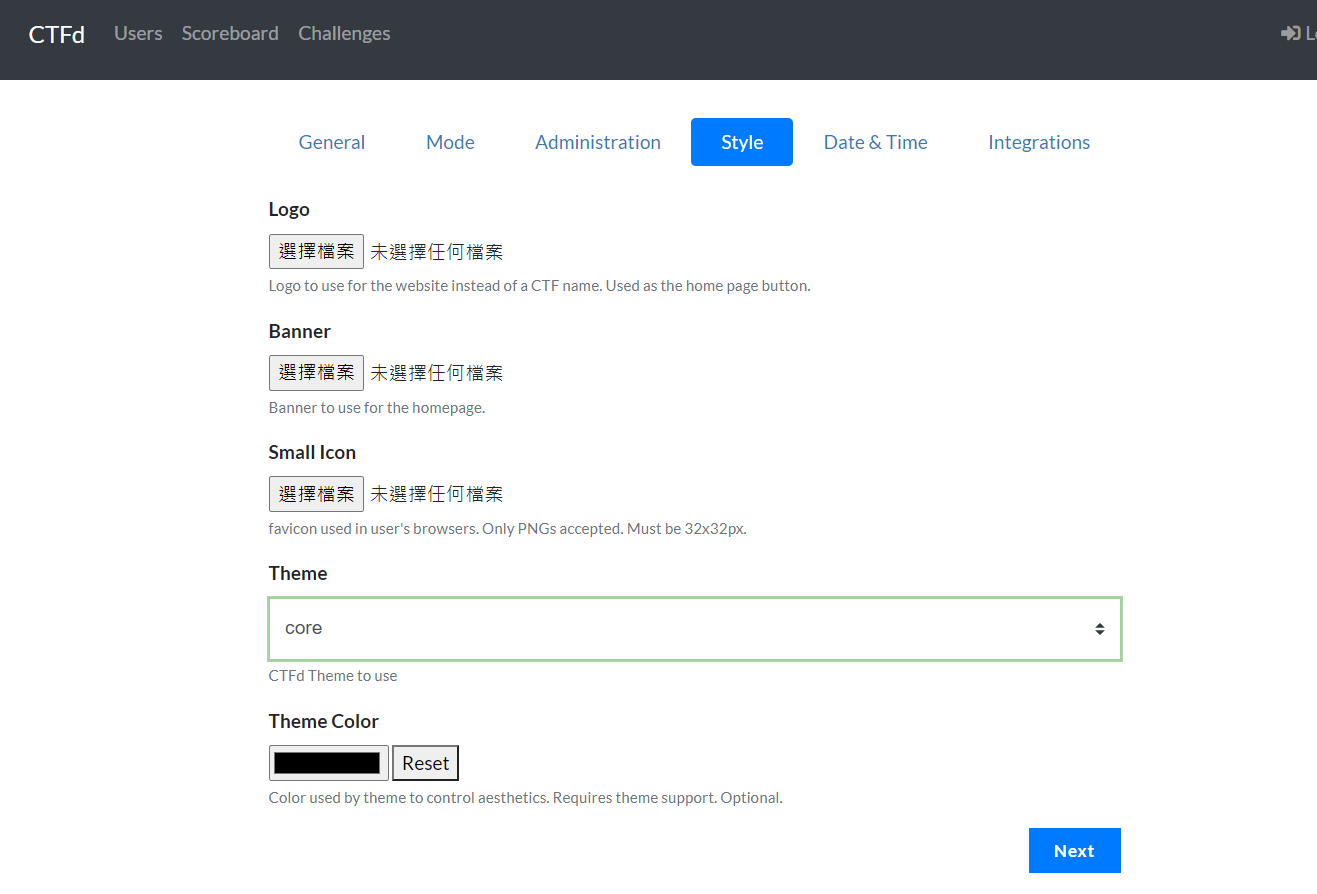 CTFd Users Scoreboard Challenges
General Mode Administration Style Date & Time Integrations
Logo
選擇檔案 未選擇任何檔案
Logo to use for the website instead of a CTF name. Used as the home page button.
Banner
選擇檔案 未選擇任何檔案
Banner to use for the homepage.
Small Icon
選擇檔案 未選擇任何檔案
favicon used in user's browsers. Only PNGs accepted. Must be 32x32px.
Theme
core
CTFd Theme to use
Theme Color
Reset
Color used by theme to control aesthetics. Requires theme support. Optional.
Next